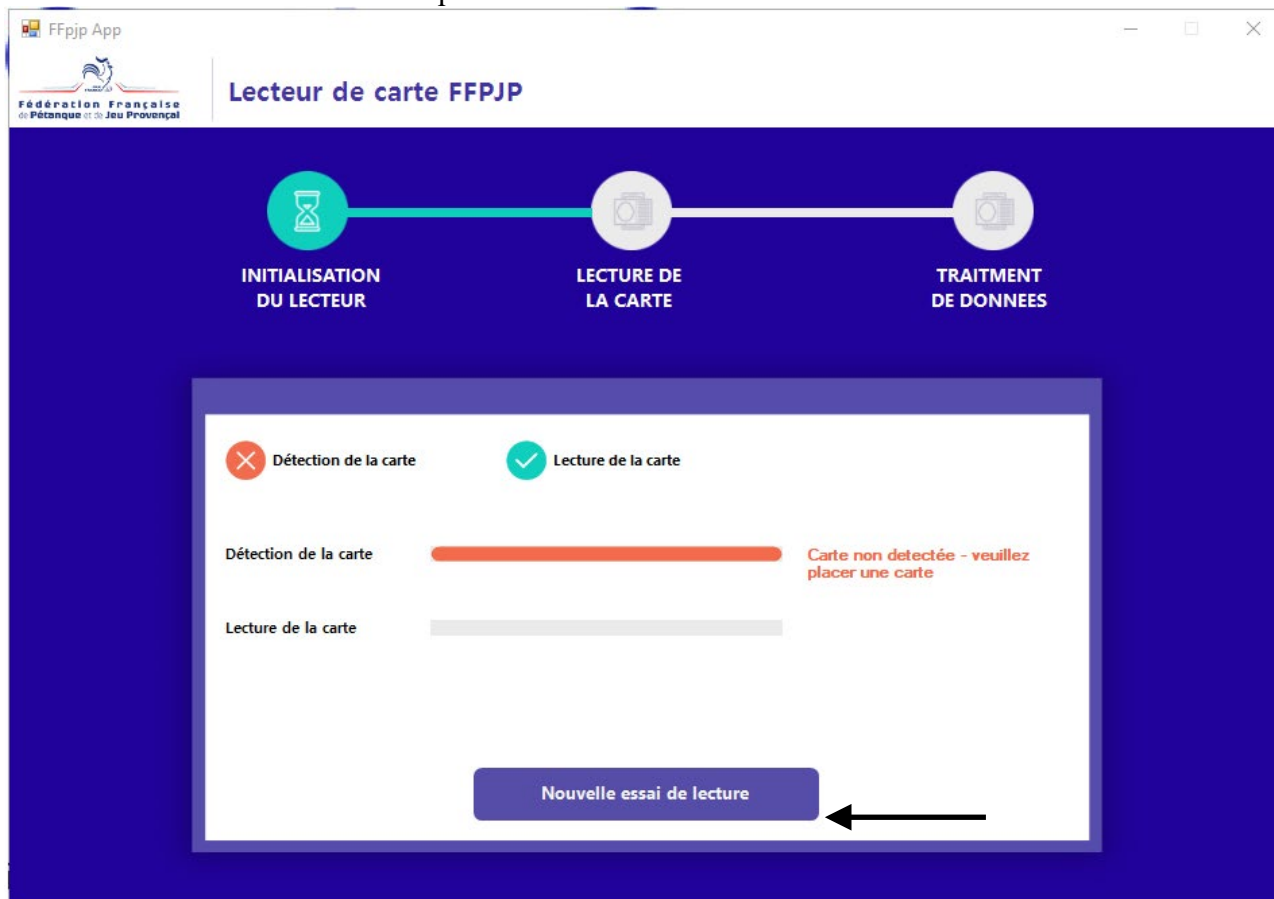 FFpjp App
Fédération Française
de Pétanque et de Jeu Provençal
Lecteur de carte FFPJP
INITIALISATION
DU LECTEUR
LECTURE DE
LA CARTE
TRAITMENT
DE DONNEES
Détection de la carte
Lecture de la carte
Détection de la carte
Carte non detectée - veuillez
placer une carte
Lecture de la carte
Nouvelle essai de lecture